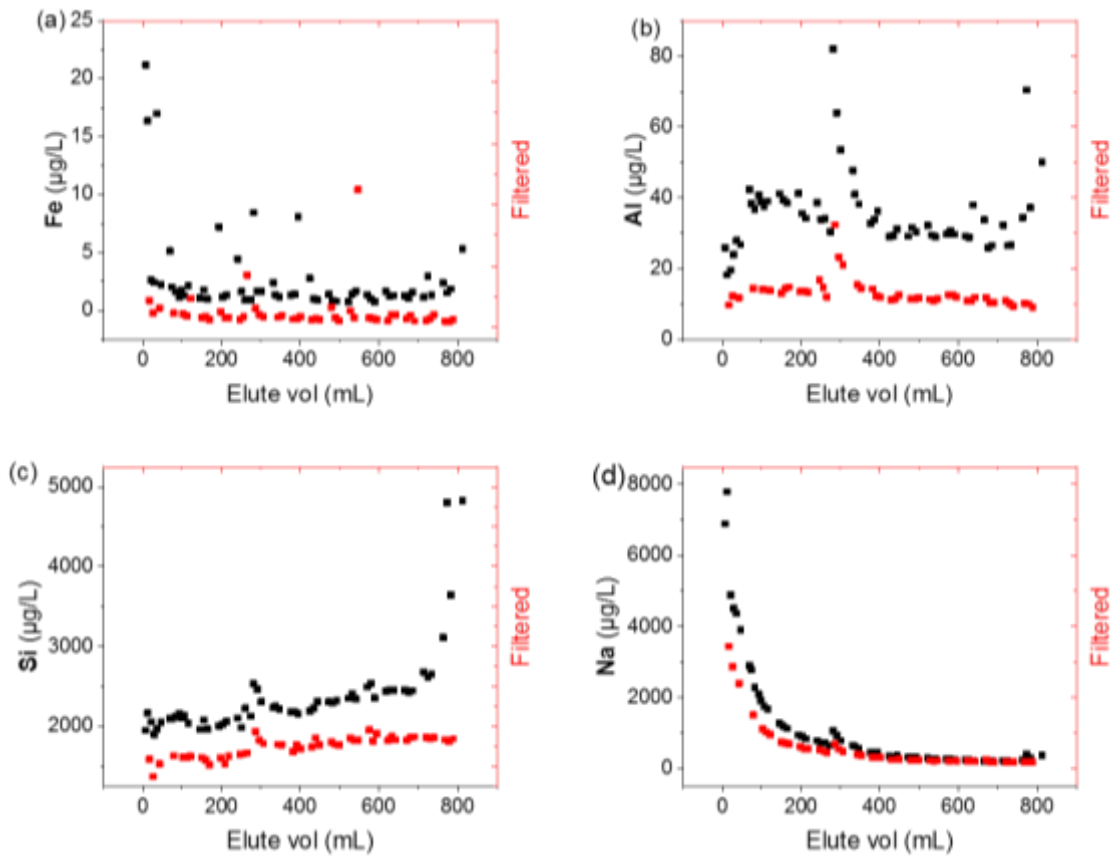 (a)
25
20
15
10
5
0
Fe (µg/L)
Filtered
0 200 400 600 800
Elute vol (mL)
(b)
80
60
40
20
0
Al (µg/L)
Filtered
0 200 400 600 800
Elute vol (mL)
(c)
5000
4000
3000
2000
Si (µg/L)
Filtered
0 200 400 600 800
Elute vol (mL)
(d)
8000
6000
4000
2000
0
Na (µg/L)
Filtered
0 200 400 600 800
Elute vol (mL)